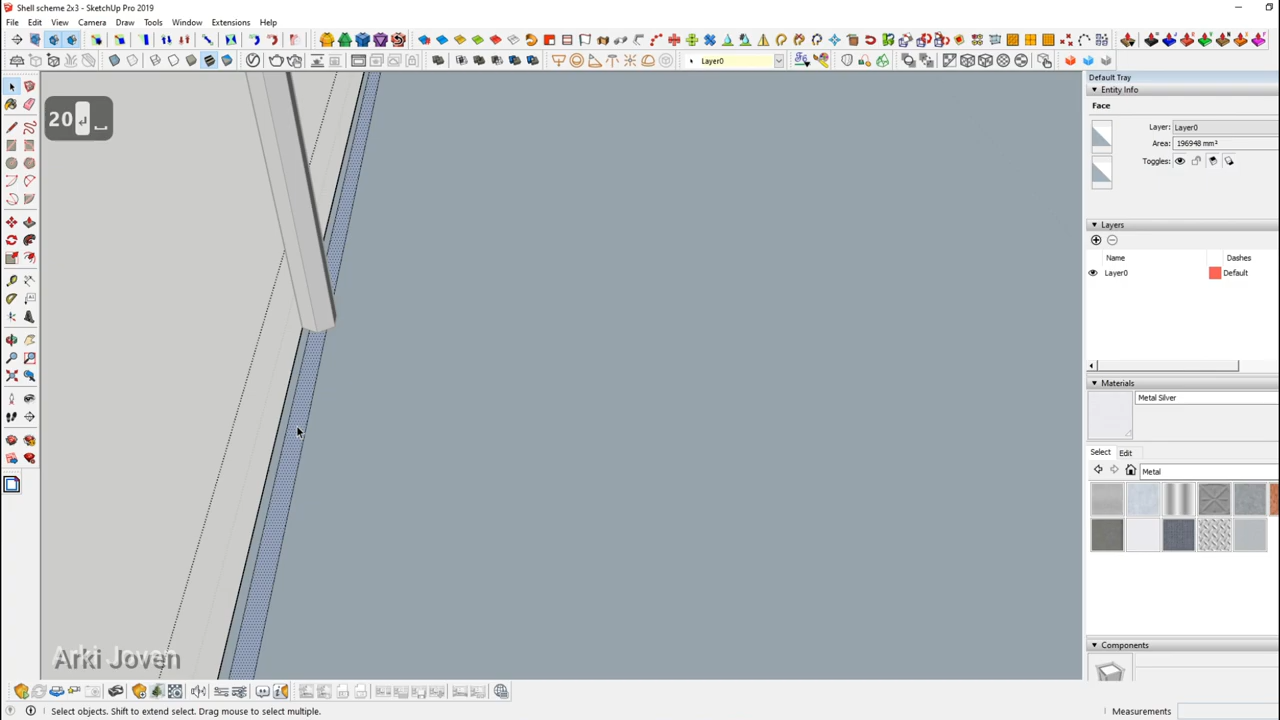 Shell scheme 2x3 - SketchUp Pro 2019
File Edit View Camera Draw Tools Window Extensions Help
Layer0
20
Default Tray
Entity Info
Face
Layer: Layer0
Area: 196948 mm²
Toggles:
Layers
Name Dashes
Layer0 Default
Materials
Metal Silver
Select Edit
Metal
Components
Arki Joven
Select objects. Shift to extend select. Drag mouse to select multiple.
Measurements